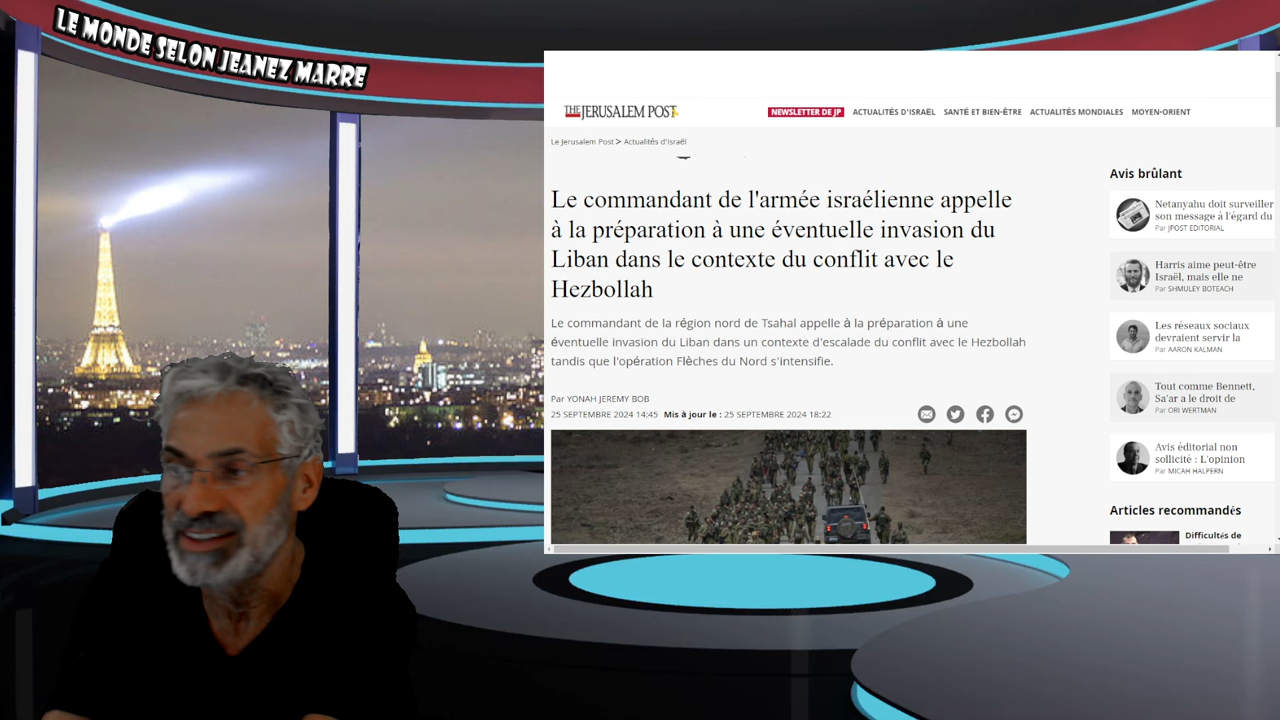 LE MONDE SELON JEANEZ MARRE
THE JERUSALEM POST
NEWSLETTER DE JP ACTUALITÉS D'ISRAËL SANTÉ ET BIEN-ÊTRE ACTUALITÉS MONDIALES MOYEN-ORIENT
Le Jerusalem Post > Actualités d'Israël
Le commandant de l'armée israélienne appelle
à la préparation à une éventuelle invasion du
Liban dans le contexte du conflit avec le
Hezbollah
Le commandant de la région nord de Tsahal appelle à la préparation à une
éventuelle invasion du Liban dans un contexte d'escalade du conflit avec le Hezbollah
tandis que l'opération Flèches du Nord s'intensifie.
Par YONAH JEREMY BOB
25 SEPTEMBRE 2024 14:45 Mis à jour le : 25 SEPTEMBRE 2024 18:22
Avis brûlant
Netanyahu doit surveiller
son message à l'égard du
Par JPOST EDITORIAL
Harris aime peut-être
Israël, mais elle ne
Par SHMULEY BOTEACH
Les réseaux sociaux
devraient servir la
Par AARON KALMAN
Tout comme Bennett,
Sa'ar a le droit de
Par ORI WERTMAN
Avis éditorial non
sollicité : L'opinion
Par MICAH HALPERN
Articles recommandés
Difficultés de